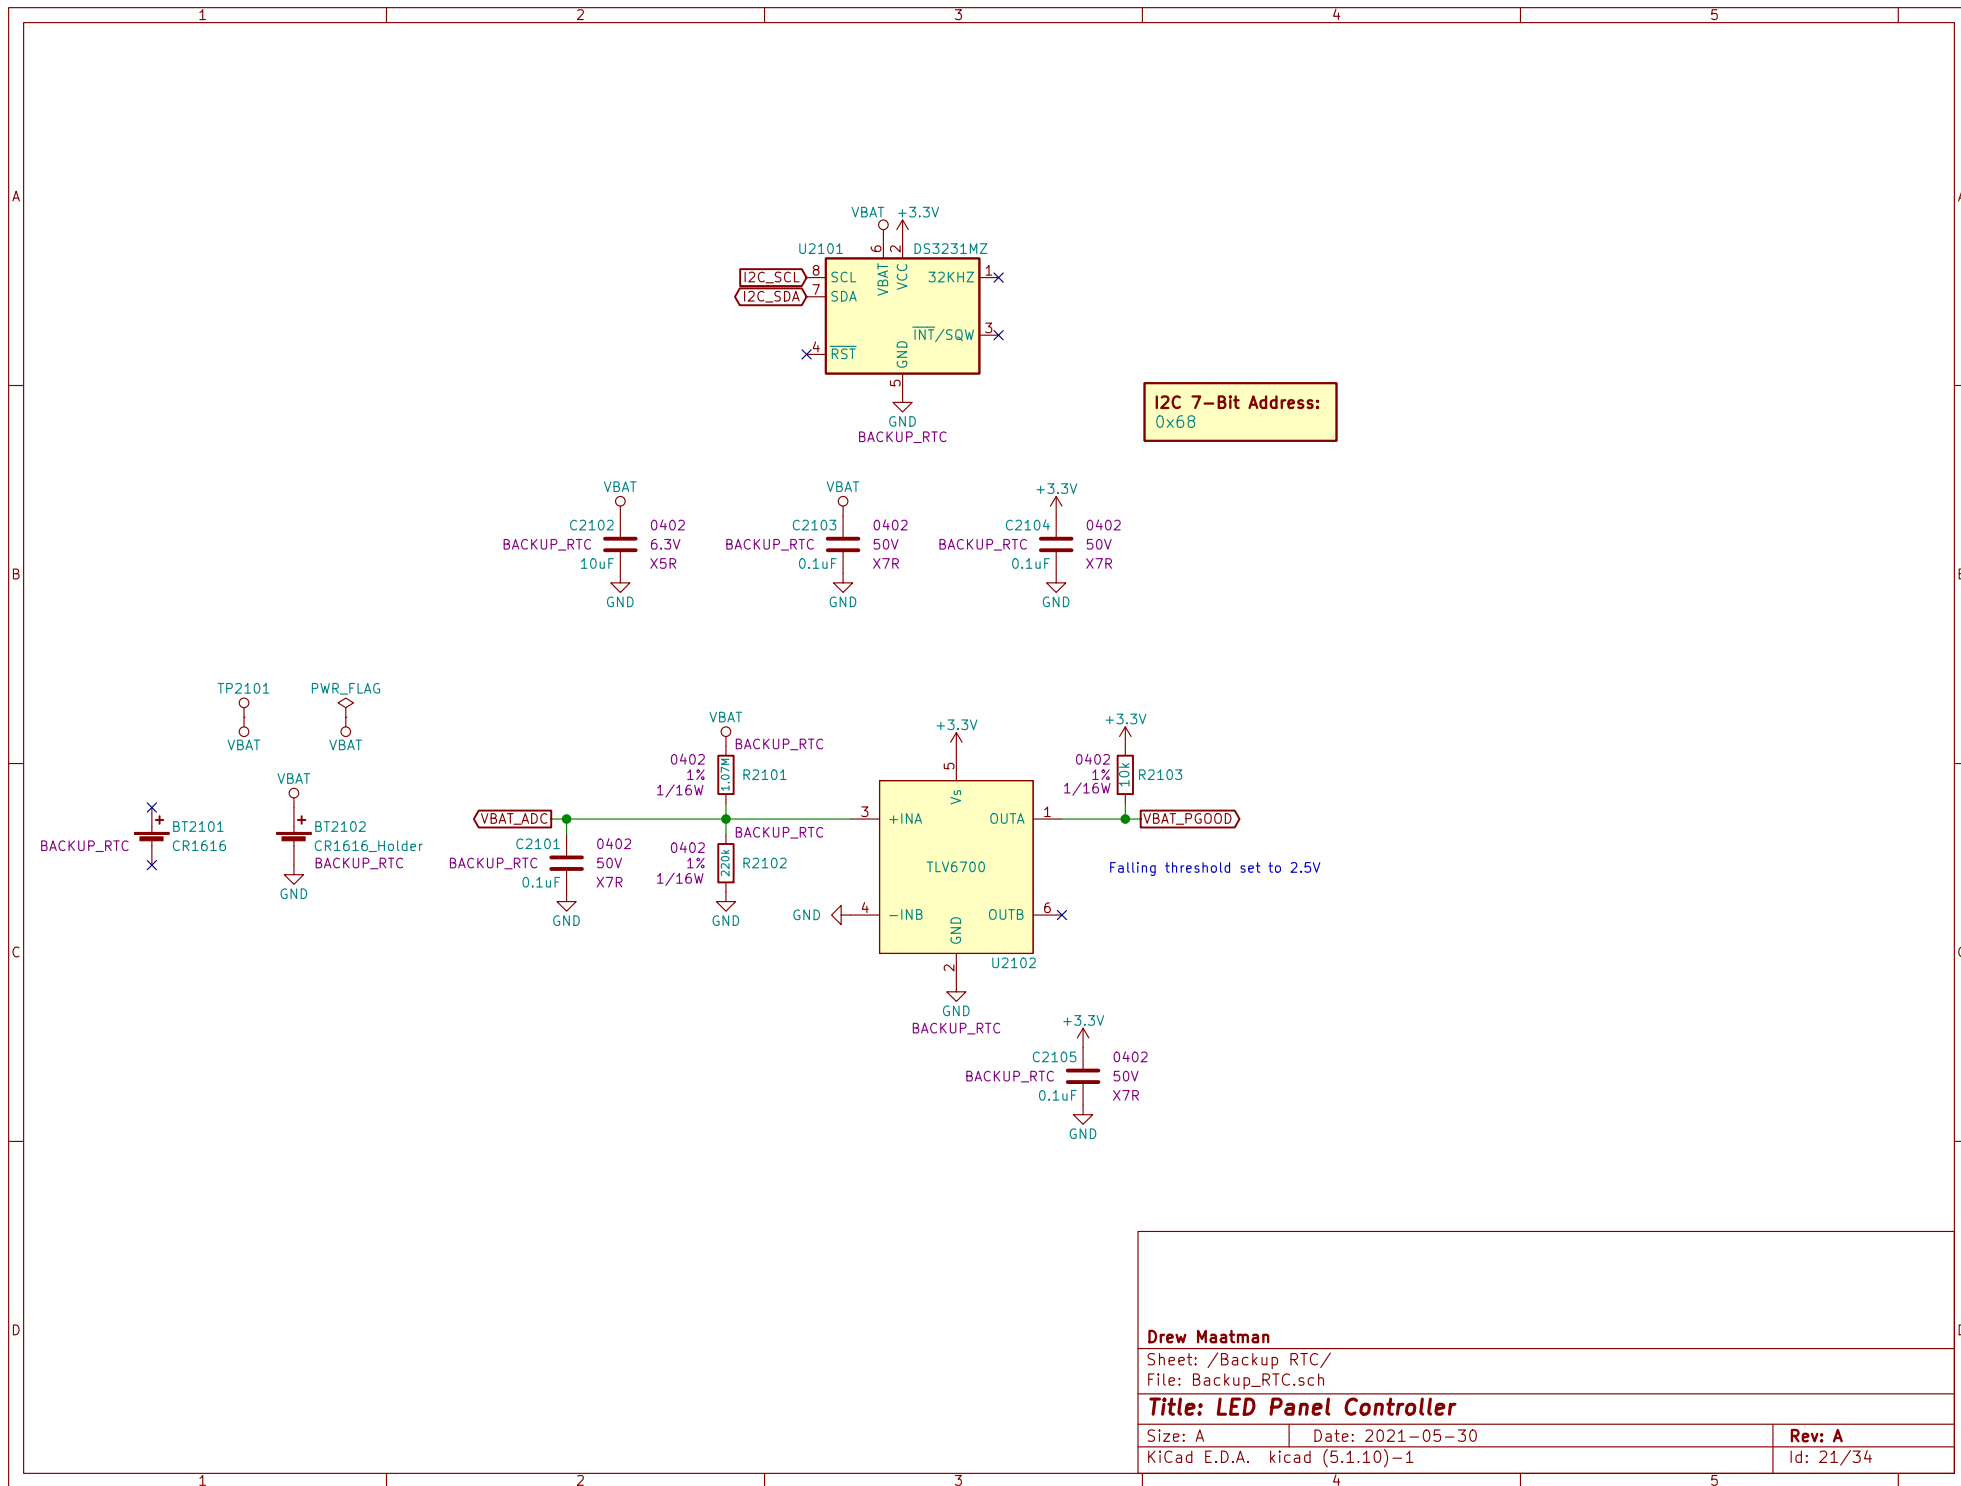 1 2 3 4 5
A
VBAT +3.3V
U2101 DS3231MZ
6 2
I2C_SCL 8 SCL VBAT VCC 32KHZ 1
I2C_SDA 7 SDA
INT/SQW 3
4 RST GND
5
GND
BACKUP_RTC
I2C 7-Bit Address:
0x68
VBAT VBAT +3.3V
C2102 0402 C2103 0402 C2104 0402
BACKUP_RTC 6.3V BACKUP_RTC 50V BACKUP_RTC 50V
10uF X5R 0.1uF X7R 0.1uF X7R
GND GND GND
B
TP2101 PWR_FLAG
VBAT VBAT
VBAT
BT2101
CR1616
BACKUP_RTC
BT2102
CR1616_Holder
BACKUP_RTC
GND
VBAT
BACKUP_RTC
0402
1%
1/16W
1.07M
R2101
VBAT_ADC
C2101 0402
BACKUP_RTC 50V
0.1uF X7R
GND
BACKUP_RTC
0402
1%
1/16W
220k
R2102
GND
+3.3V
5
Vs
3 +INA OUTA 1
TLV6700
GND 4 -INB OUTB 6
GND
U2102
2
GND
BACKUP_RTC
+3.3V
0402
1%
1/16W
10k
R2103
VBAT_PGOOD
Falling threshold set to 2.5V
C
+3.3V
C2105 0402
BACKUP_RTC 50V
0.1uF X7R
GND
D
Drew Maatman
Sheet: /Backup RTC/
File: Backup_RTC.sch
Title: LED Panel Controller
Size: A Date: 2021-05-30 Rev: A
KiCad E.D.A. kicad (5.1.10)-1 Id: 21/34
1 2 3 4 5